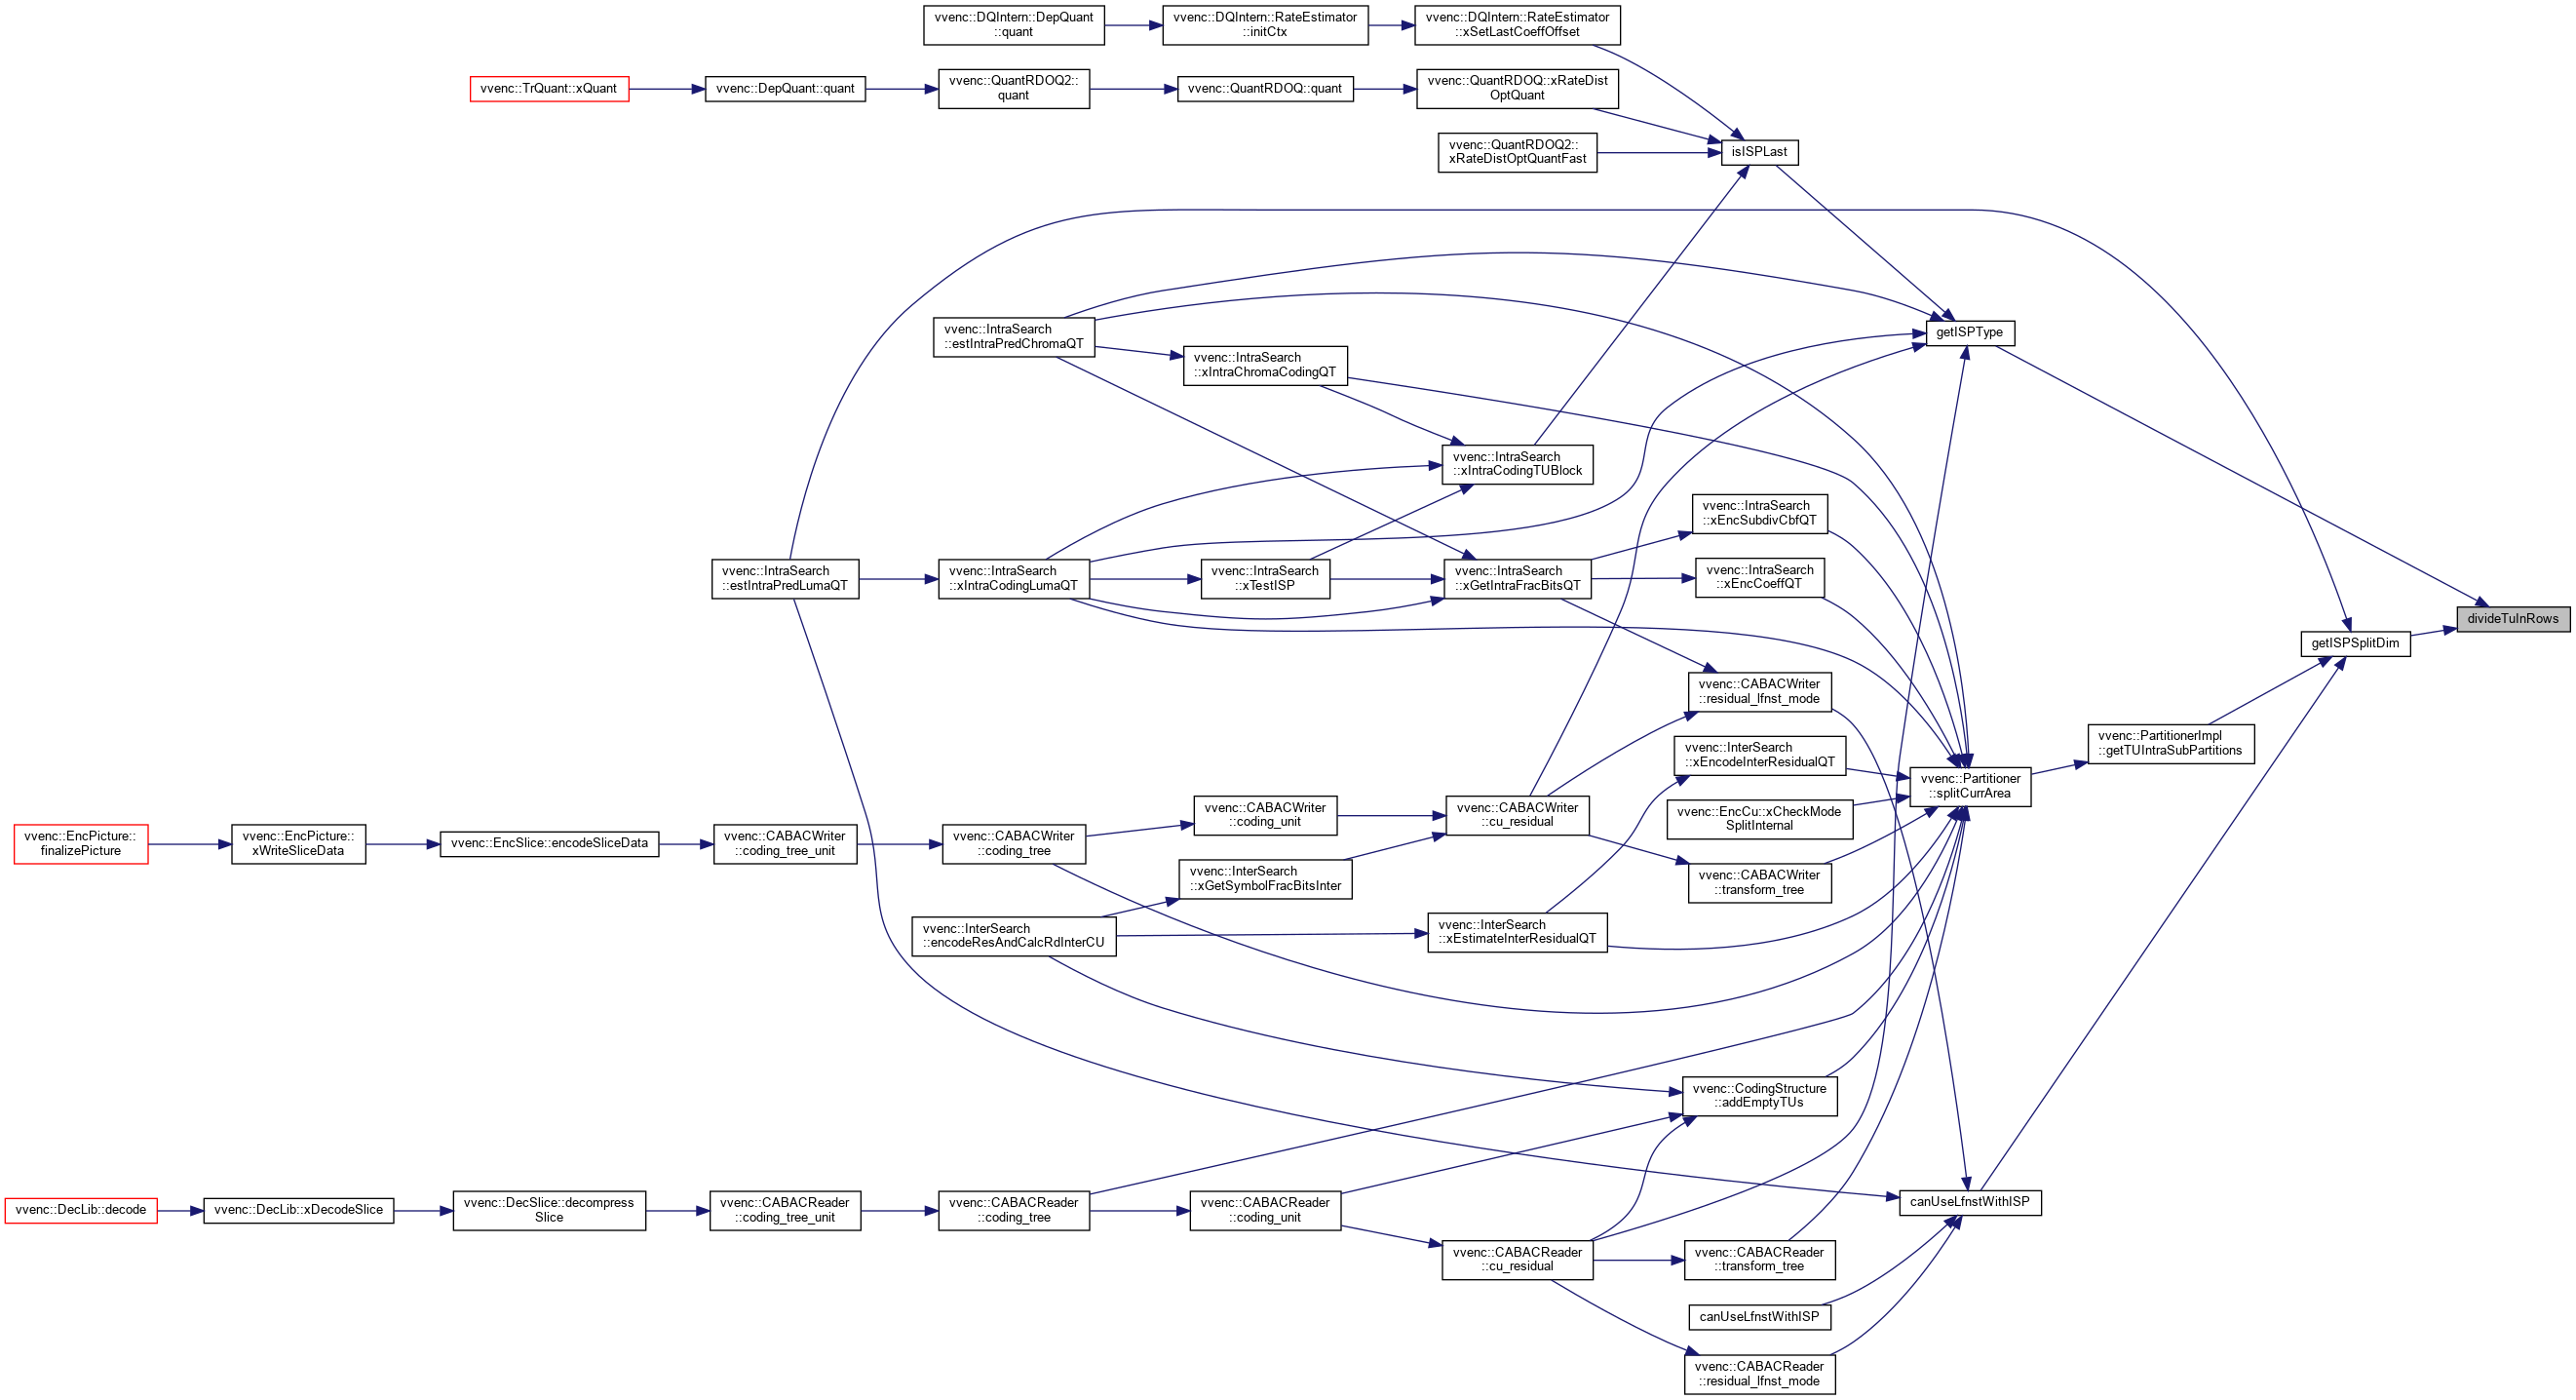 vvenc::DQIntern::DepQuant
::quant
vvenc::DQIntern::RateEstimator
::initCtx
vvenc::DQIntern::RateEstimator
::xSetLastCoeffOffset
vvenc::TrQuant::xQuant
vvenc::DepQuant::quant
vvenc::QuantRDOQ2::
quant
vvenc::QuantRDOQ::quant
vvenc::QuantRDOQ::xRateDist
OptQuant
vvenc::QuantRDOQ2::
xRateDistOptQuantFast
isISPLast
vvenc::IntraSearch
::estIntraPredChromaQT
vvenc::IntraSearch
::xIntraChromaCodingQT
getISPType
vvenc::IntraSearch
::xIntraCodingTUBlock
vvenc::IntraSearch
::xEncSubdivCbfQT
vvenc::IntraSearch
::estIntraPredLumaQT
vvenc::IntraSearch
::xIntraCodingLumaQT
vvenc::IntraSearch
::xTestISP
vvenc::IntraSearch
::xGetIntraFracBitsQT
vvenc::IntraSearch
::xEncCoeffQT
divideTuInRows
getISPSplitDim
vvenc::CABACWriter
::residual_lfnst_mode
vvenc::InterSearch
::xEncodeInterResidualQT
vvenc::PartitionerImpl
::getTUIntraSubPartitions
vvenc::Partitioner
::splitCurrArea
vvenc::EncCu::xCheckMode
SplitInternal
vvenc::EncPicture::
finalizePicture
vvenc::EncPicture::
xWriteSliceData
vvenc::EncSlice::encodeSliceData
vvenc::CABACWriter
::coding_tree_unit
vvenc::CABACWriter
::coding_tree
vvenc::CABACWriter
::coding_unit
vvenc::CABACWriter
::cu_residual
vvenc::InterSearch
::xGetSymbolFracBitsInter
vvenc::CABACWriter
::transform_tree
vvenc::InterSearch
::encodeResAndCalcRdInterCU
vvenc::InterSearch
::xEstimateInterResidualQT
vvenc::CodingStructure
::addEmptyTUs
vvenc::DecLib::decode
vvenc::DecLib::xDecodeSlice
vvenc::DecSlice::decompress
Slice
vvenc::CABACReader
::coding_tree_unit
vvenc::CABACReader
::coding_tree
vvenc::CABACReader
::coding_unit
canUseLfnstWithISP
vvenc::CABACReader
::cu_residual
vvenc::CABACReader
::transform_tree
canUseLfnstWithISP
vvenc::CABACReader
::residual_lfnst_mode